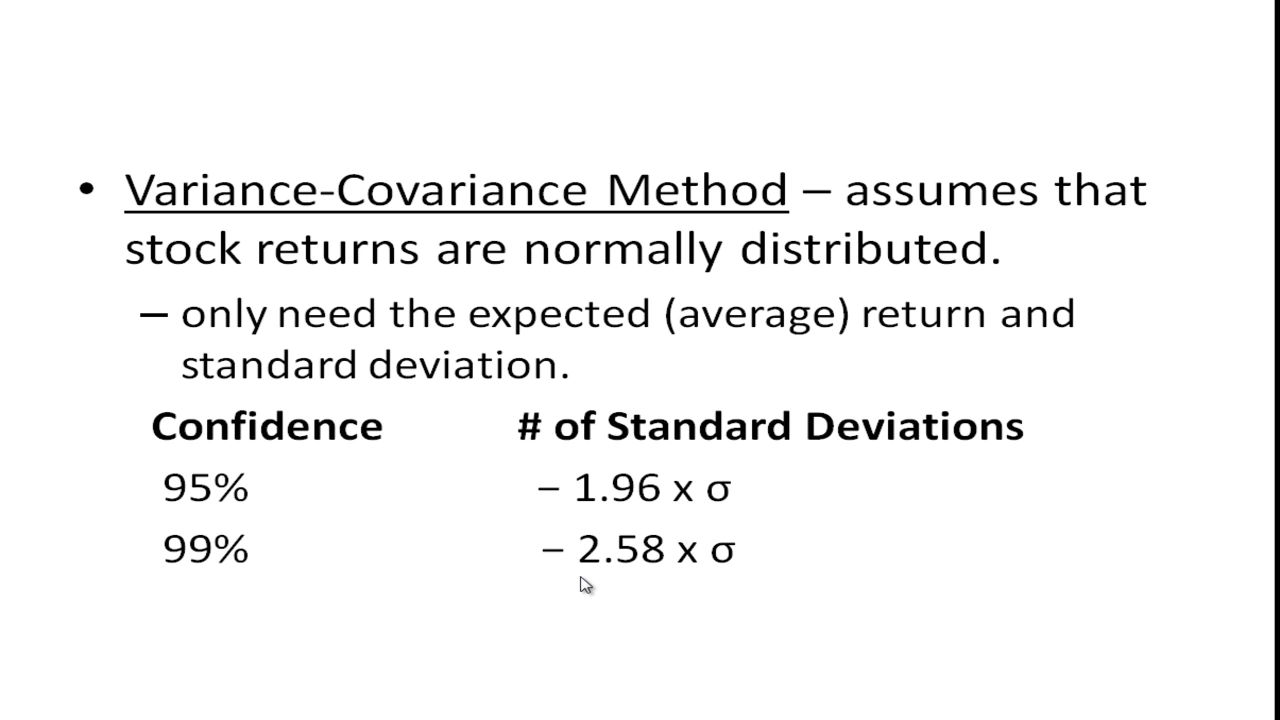 • Variance-Covariance Method – assumes that
stock returns are normally distributed.
– only need the expected (average) return and
standard deviation.
Confidence # of Standard Deviations
95% – 1.96 x σ
99% – 2.58 x σ